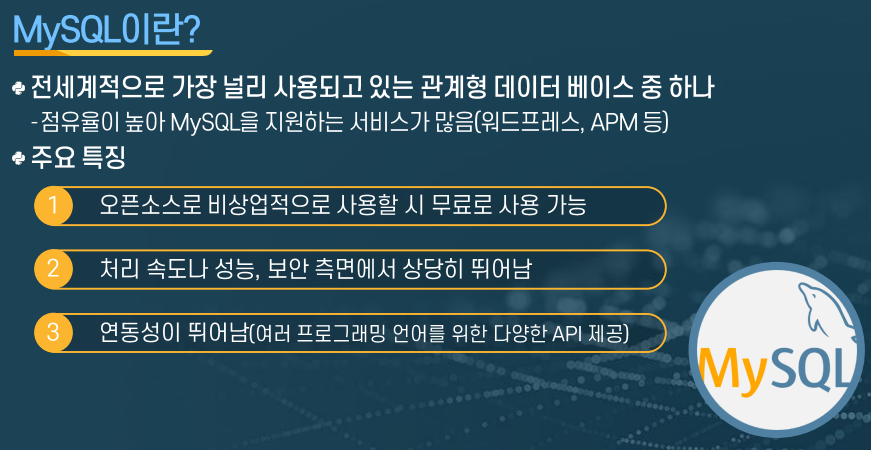 MySQL이란?
전세계적으로 가장 널리 사용되고 있는 관계형 데이터 베이스 중 하나
-점유율이 높아 MySQL을 지원하는 서비스가 많음(워드프레스, APM 등)
주요 특징
1 오픈소스로 비상업적으로 사용할 시 무료로 사용 가능
2 처리 속도나 성능, 보안 측면에서 상당히 뛰어남
3 연동성이 뛰어남(여러 프로그래밍 언어를 위한 다양한 API 제공)
MySQL